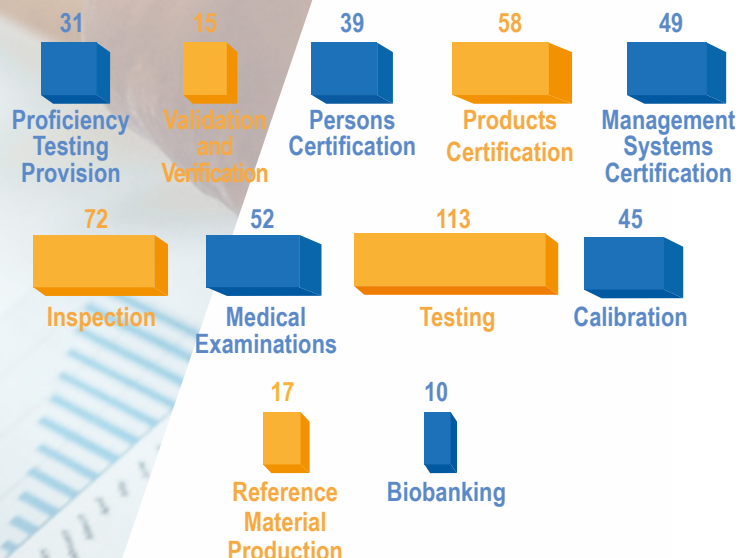 31
Proficiency
Testing
Provision
15
Validation
and
Verification
39
Persons
Certification
58
Products
Certification
49
Management
Systems
Certification
72
Inspection
52
Medical
Examinations
113
Testing
45
Calibration
17
Reference
Material
Production
10
Biobanking